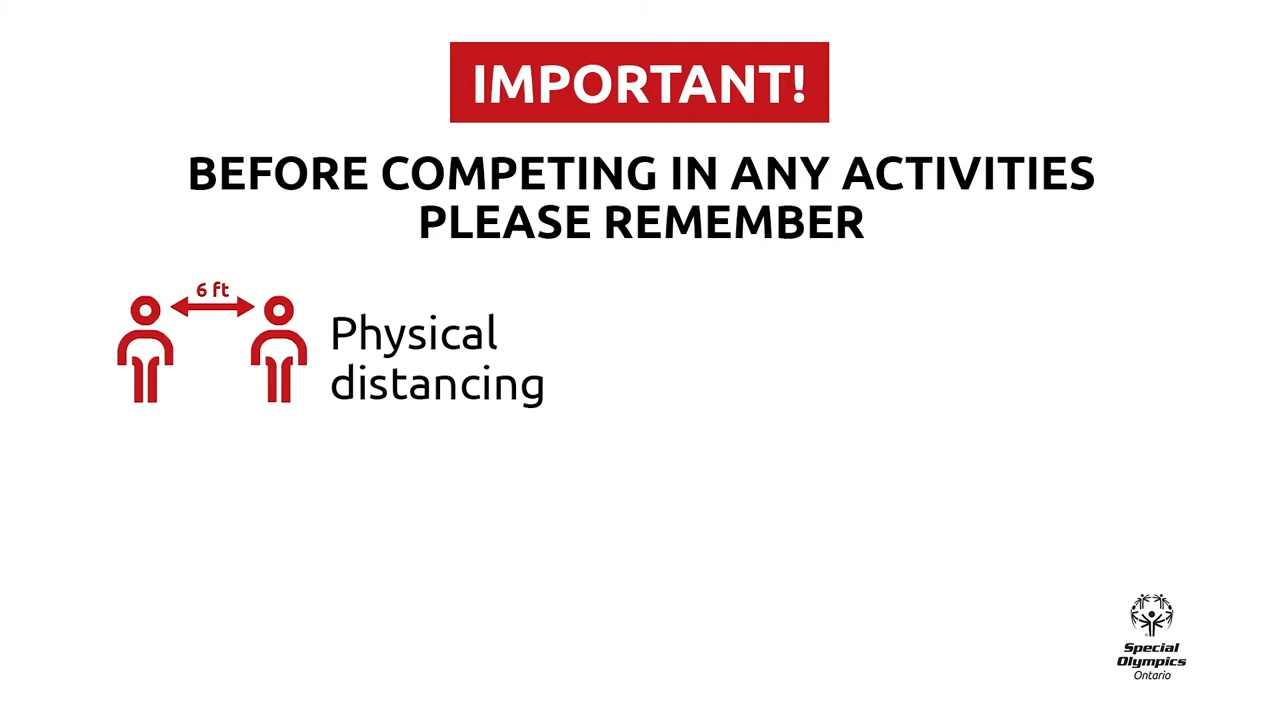 IMPORTANT!
BEFORE COMPETING IN ANY ACTIVITIES
PLEASE REMEMBER
6 ft
Physical
distancing
Special
Olympics
Ontario